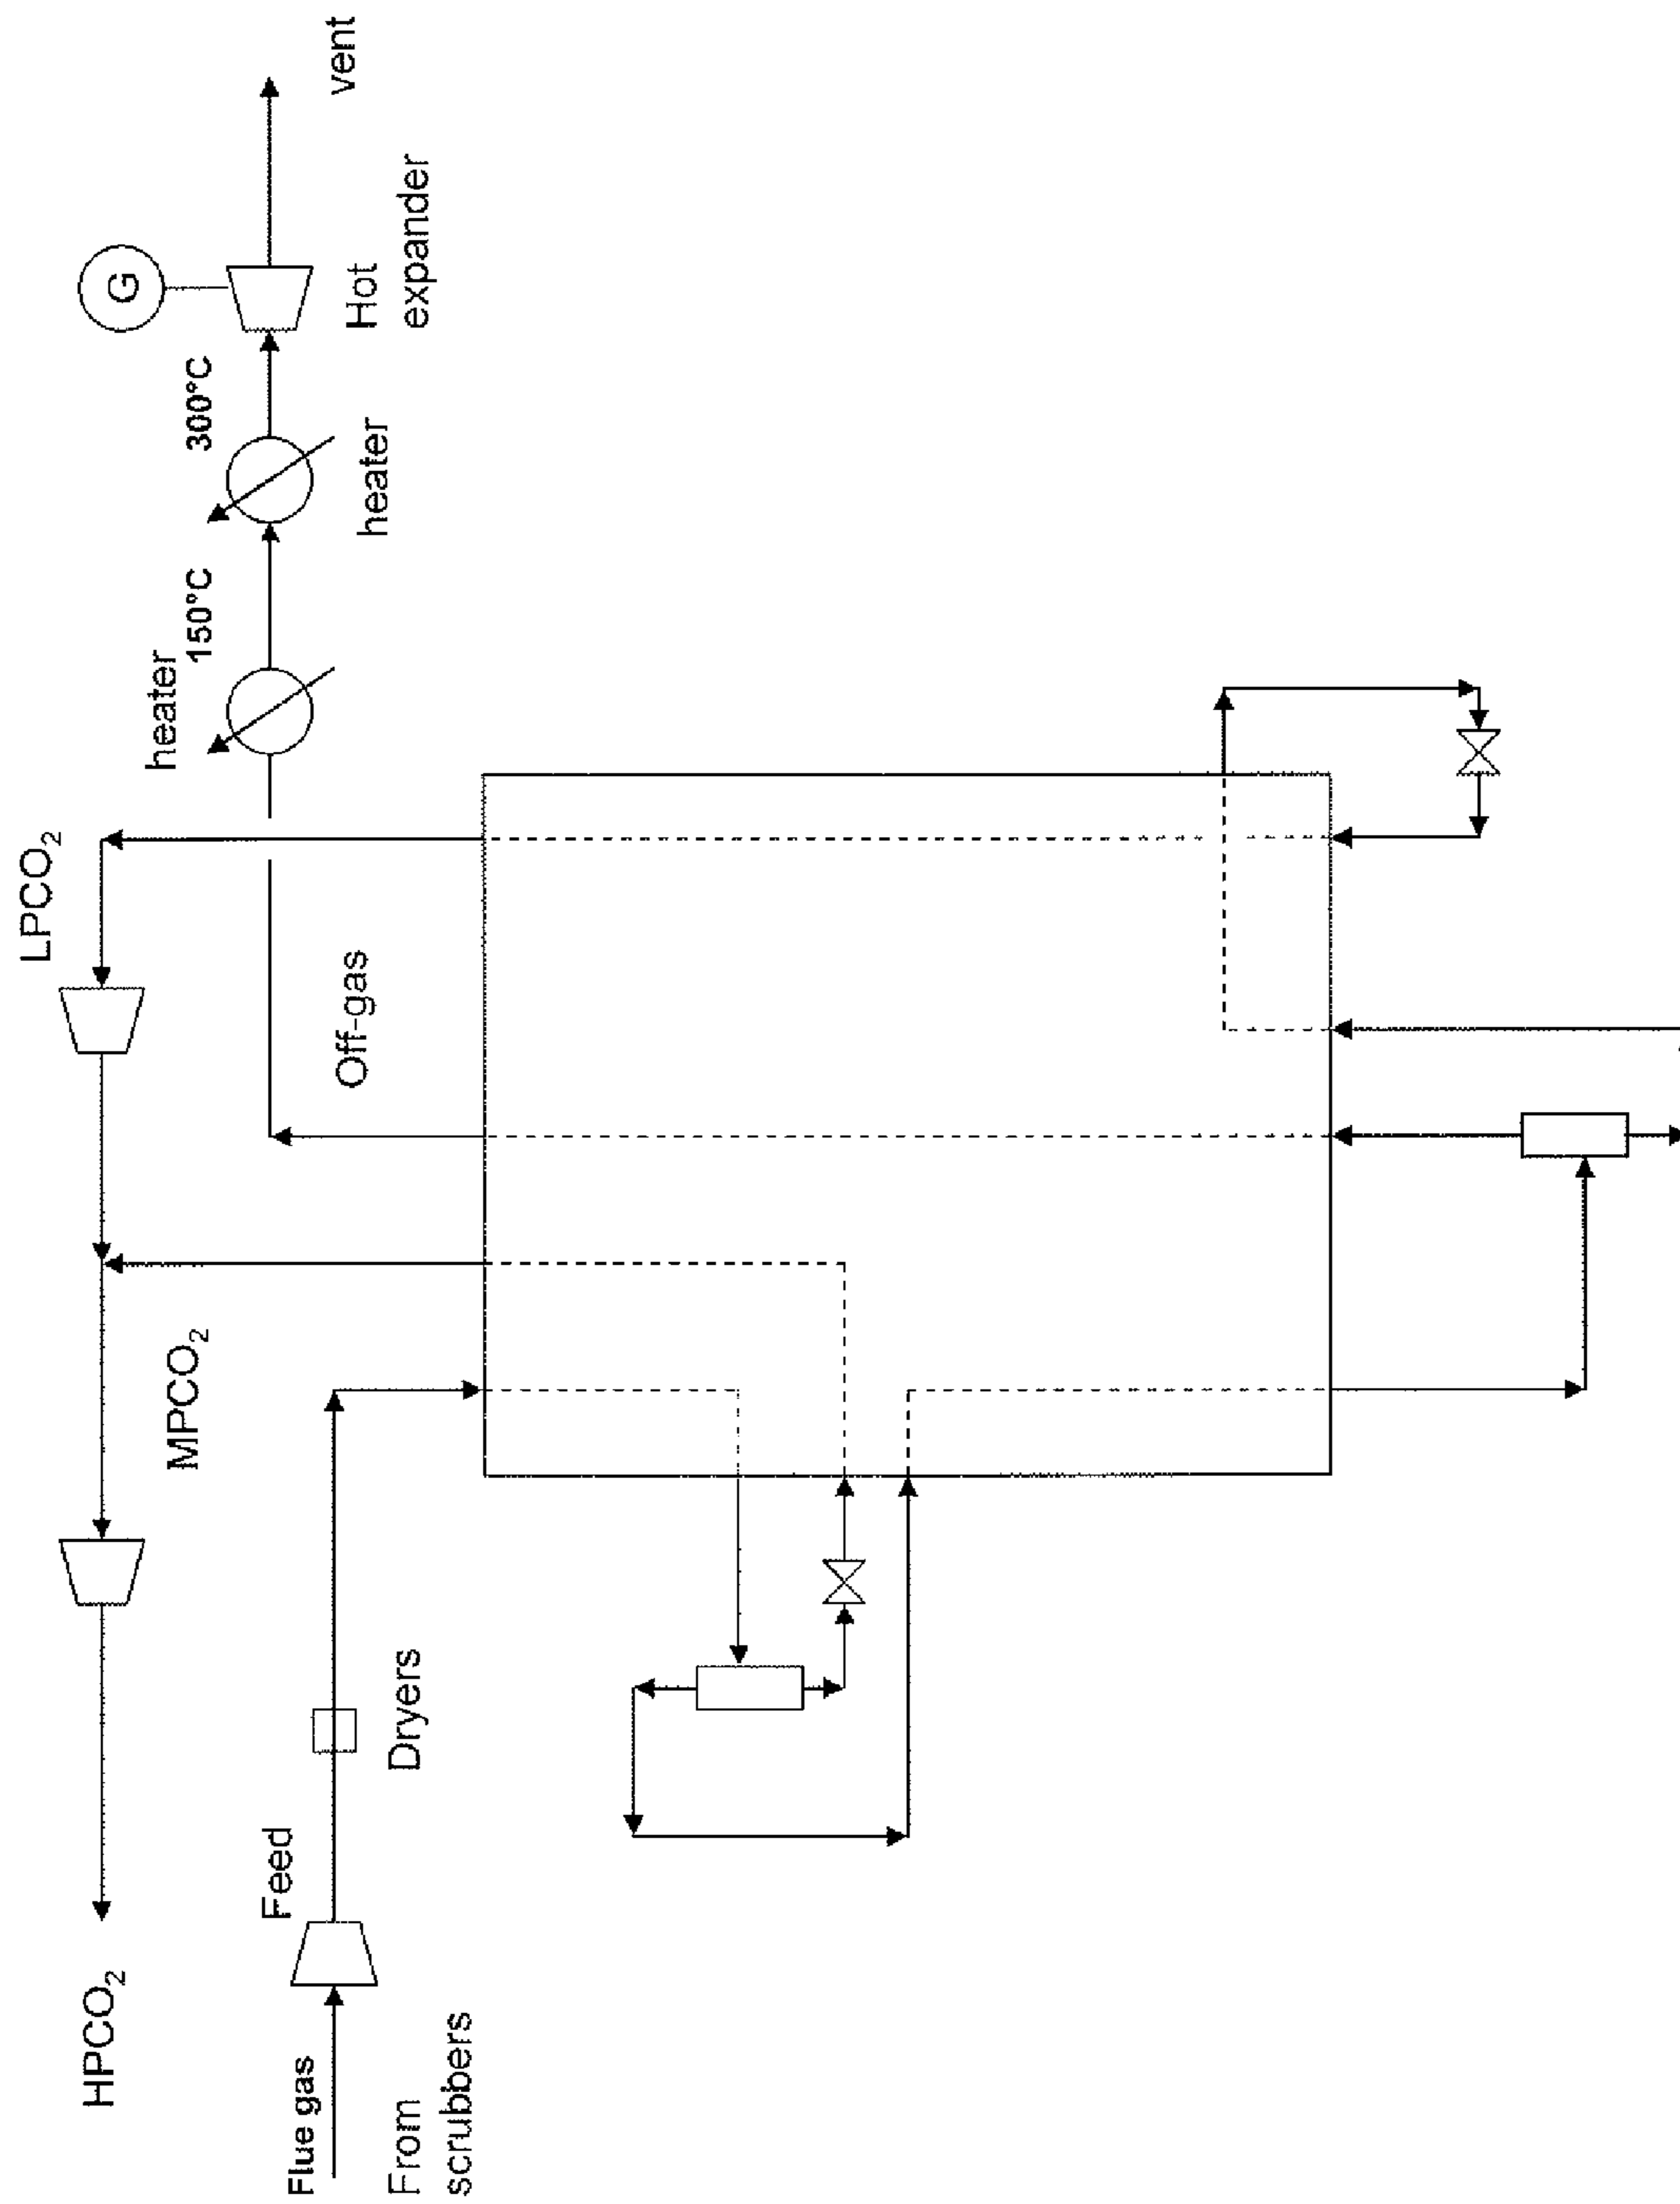 HPCO₂
MPCO₂
LPCO₂
Flue gas
From
scrubbers
Feed
Dryers
Off-gas
heater
150°C
heater
300°C
G
Hot
expander
vent